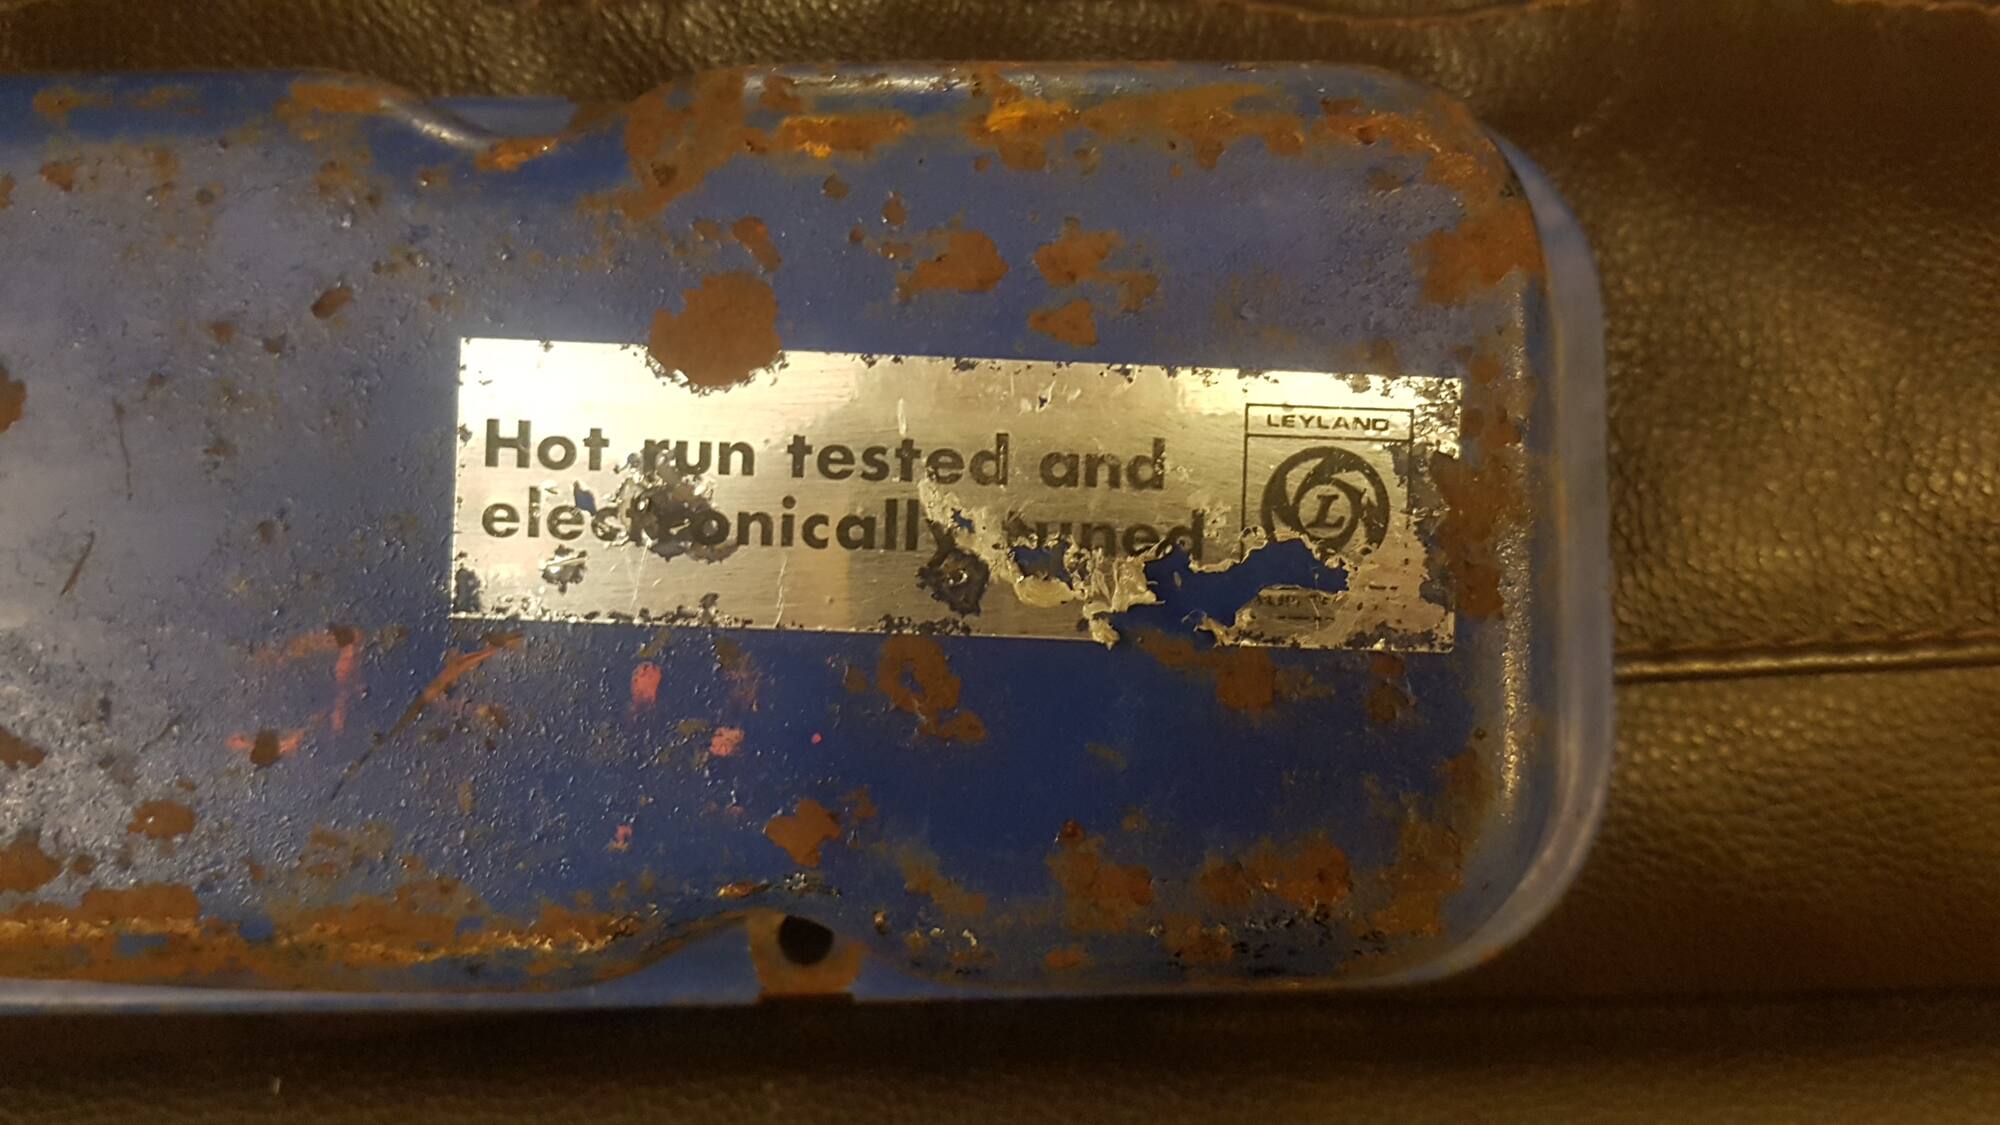 Hot run tested and
electronically tuned
LEYLAND
L